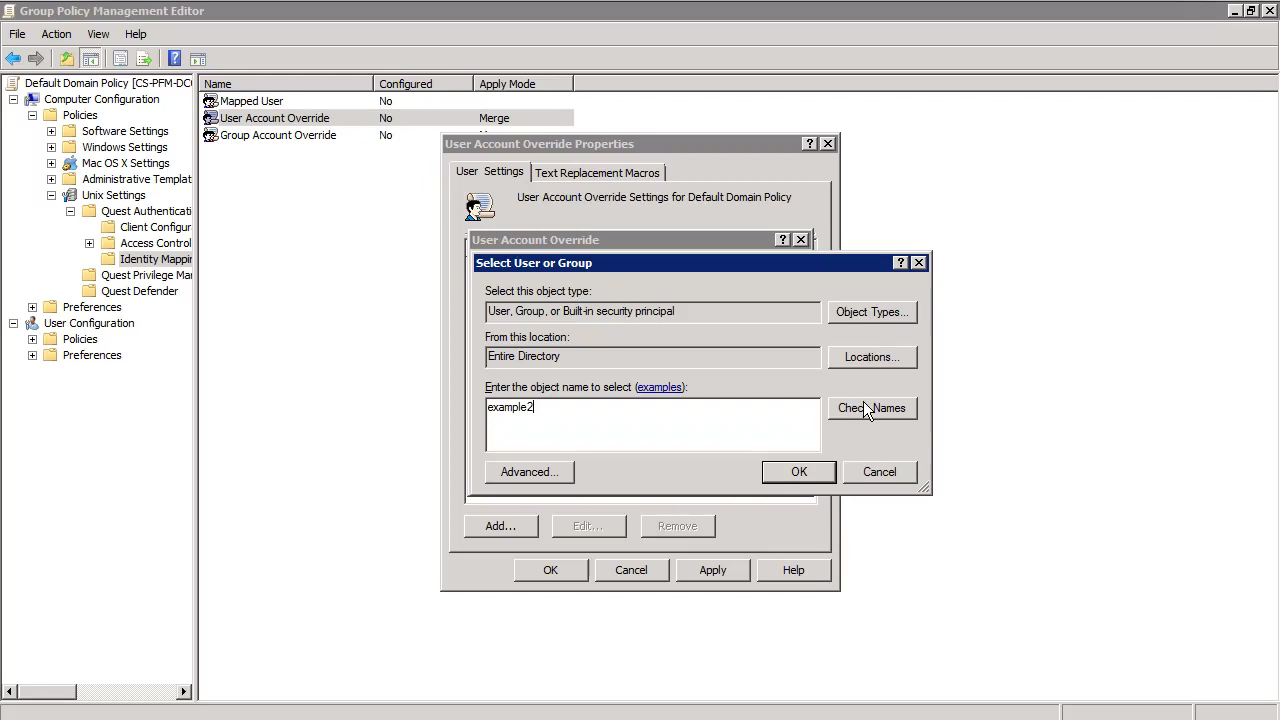 Group Policy Management Editor
File Action View Help
Default Domain Policy [CS-PFM-DC
Computer Configuration
Policies
Software Settings
Windows Settings
Mac OS X Settings
Administrative Templat
Unix Settings
Quest Authenticati
Client Configur
Access Control
Identity Mappin
Quest Privilege Ma
Quest Defender
Preferences
User Configuration
Policies
Preferences
Name Configured Apply Mode
Mapped User No
User Account Override No Merge
Group Account Override No
User Account Override Properties
User Settings Text Replacement Macros
User Account Override Settings for Default Domain Policy
User Account Override
Select User or Group
Select this object type:
User, Group, or Built-in security principal Object Types...
From this location:
Entire Directory Locations...
Enter the object name to select (examples):
example2 Check Names
Advanced... OK Cancel
Add... Edit... Remove
OK Cancel Apply Help